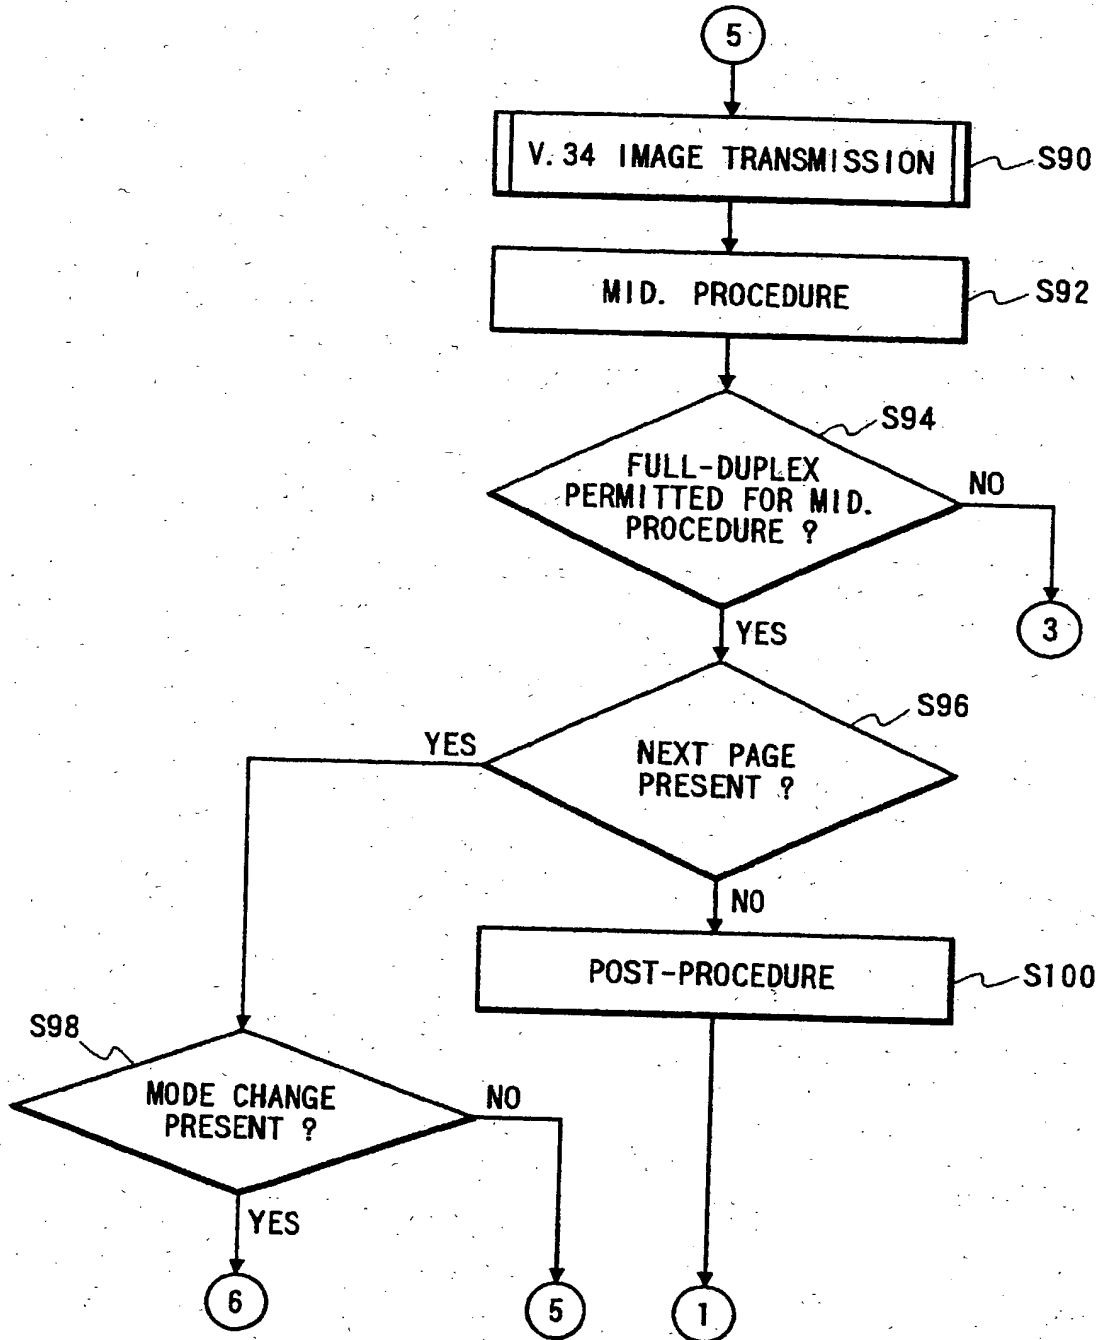 5
V.34 IMAGE TRANSMISSION
S90
MID. PROCEDURE
S92
S94
FULL-DUPLEX
PERMITTED FOR MID.
PROCEDURE ?
NO
3
YES
S96
NEXT PAGE
PRESENT ?
YES
NO
POST-PROCEDURE
S100
S98
MODE CHANGE
PRESENT ?
NO
YES
6
5
1